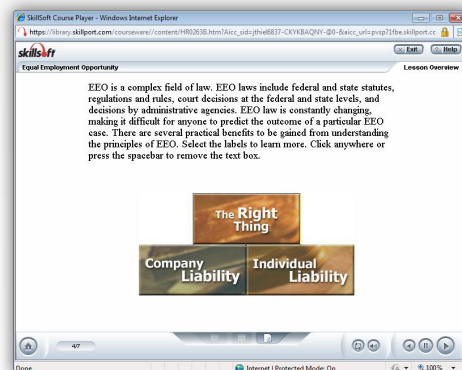 SkillSoft Course Player - Windows Internet Explorer
https://library.skillport.com/courseware//content/HR0263B.htm?Aicc_sid=jthiel6837-CKYKBAQNY-@0-&aicc_url=pvsp71fbe.skillport.cc
skillsoft
Exit
Help
Equal Employment Opportunity
Lesson Overview
EEO is a complex field of law. EEO laws include federal and state statutes,
regulations and rules, court decisions at the federal and state levels, and
decisions by administrative agencies. EEO law is constantly changing,
making it difficult for anyone to predict the outcome of a particular EEO
case. There are several practical benefits to be gained from understanding
the principles of EEO. Select the labels to learn more. Click anywhere or
press the spacebar to remove the text box.
The Right
Thing
Company
Liability
Individual
Liability
4/7
Done
Internet | Protected Mode: On
100%